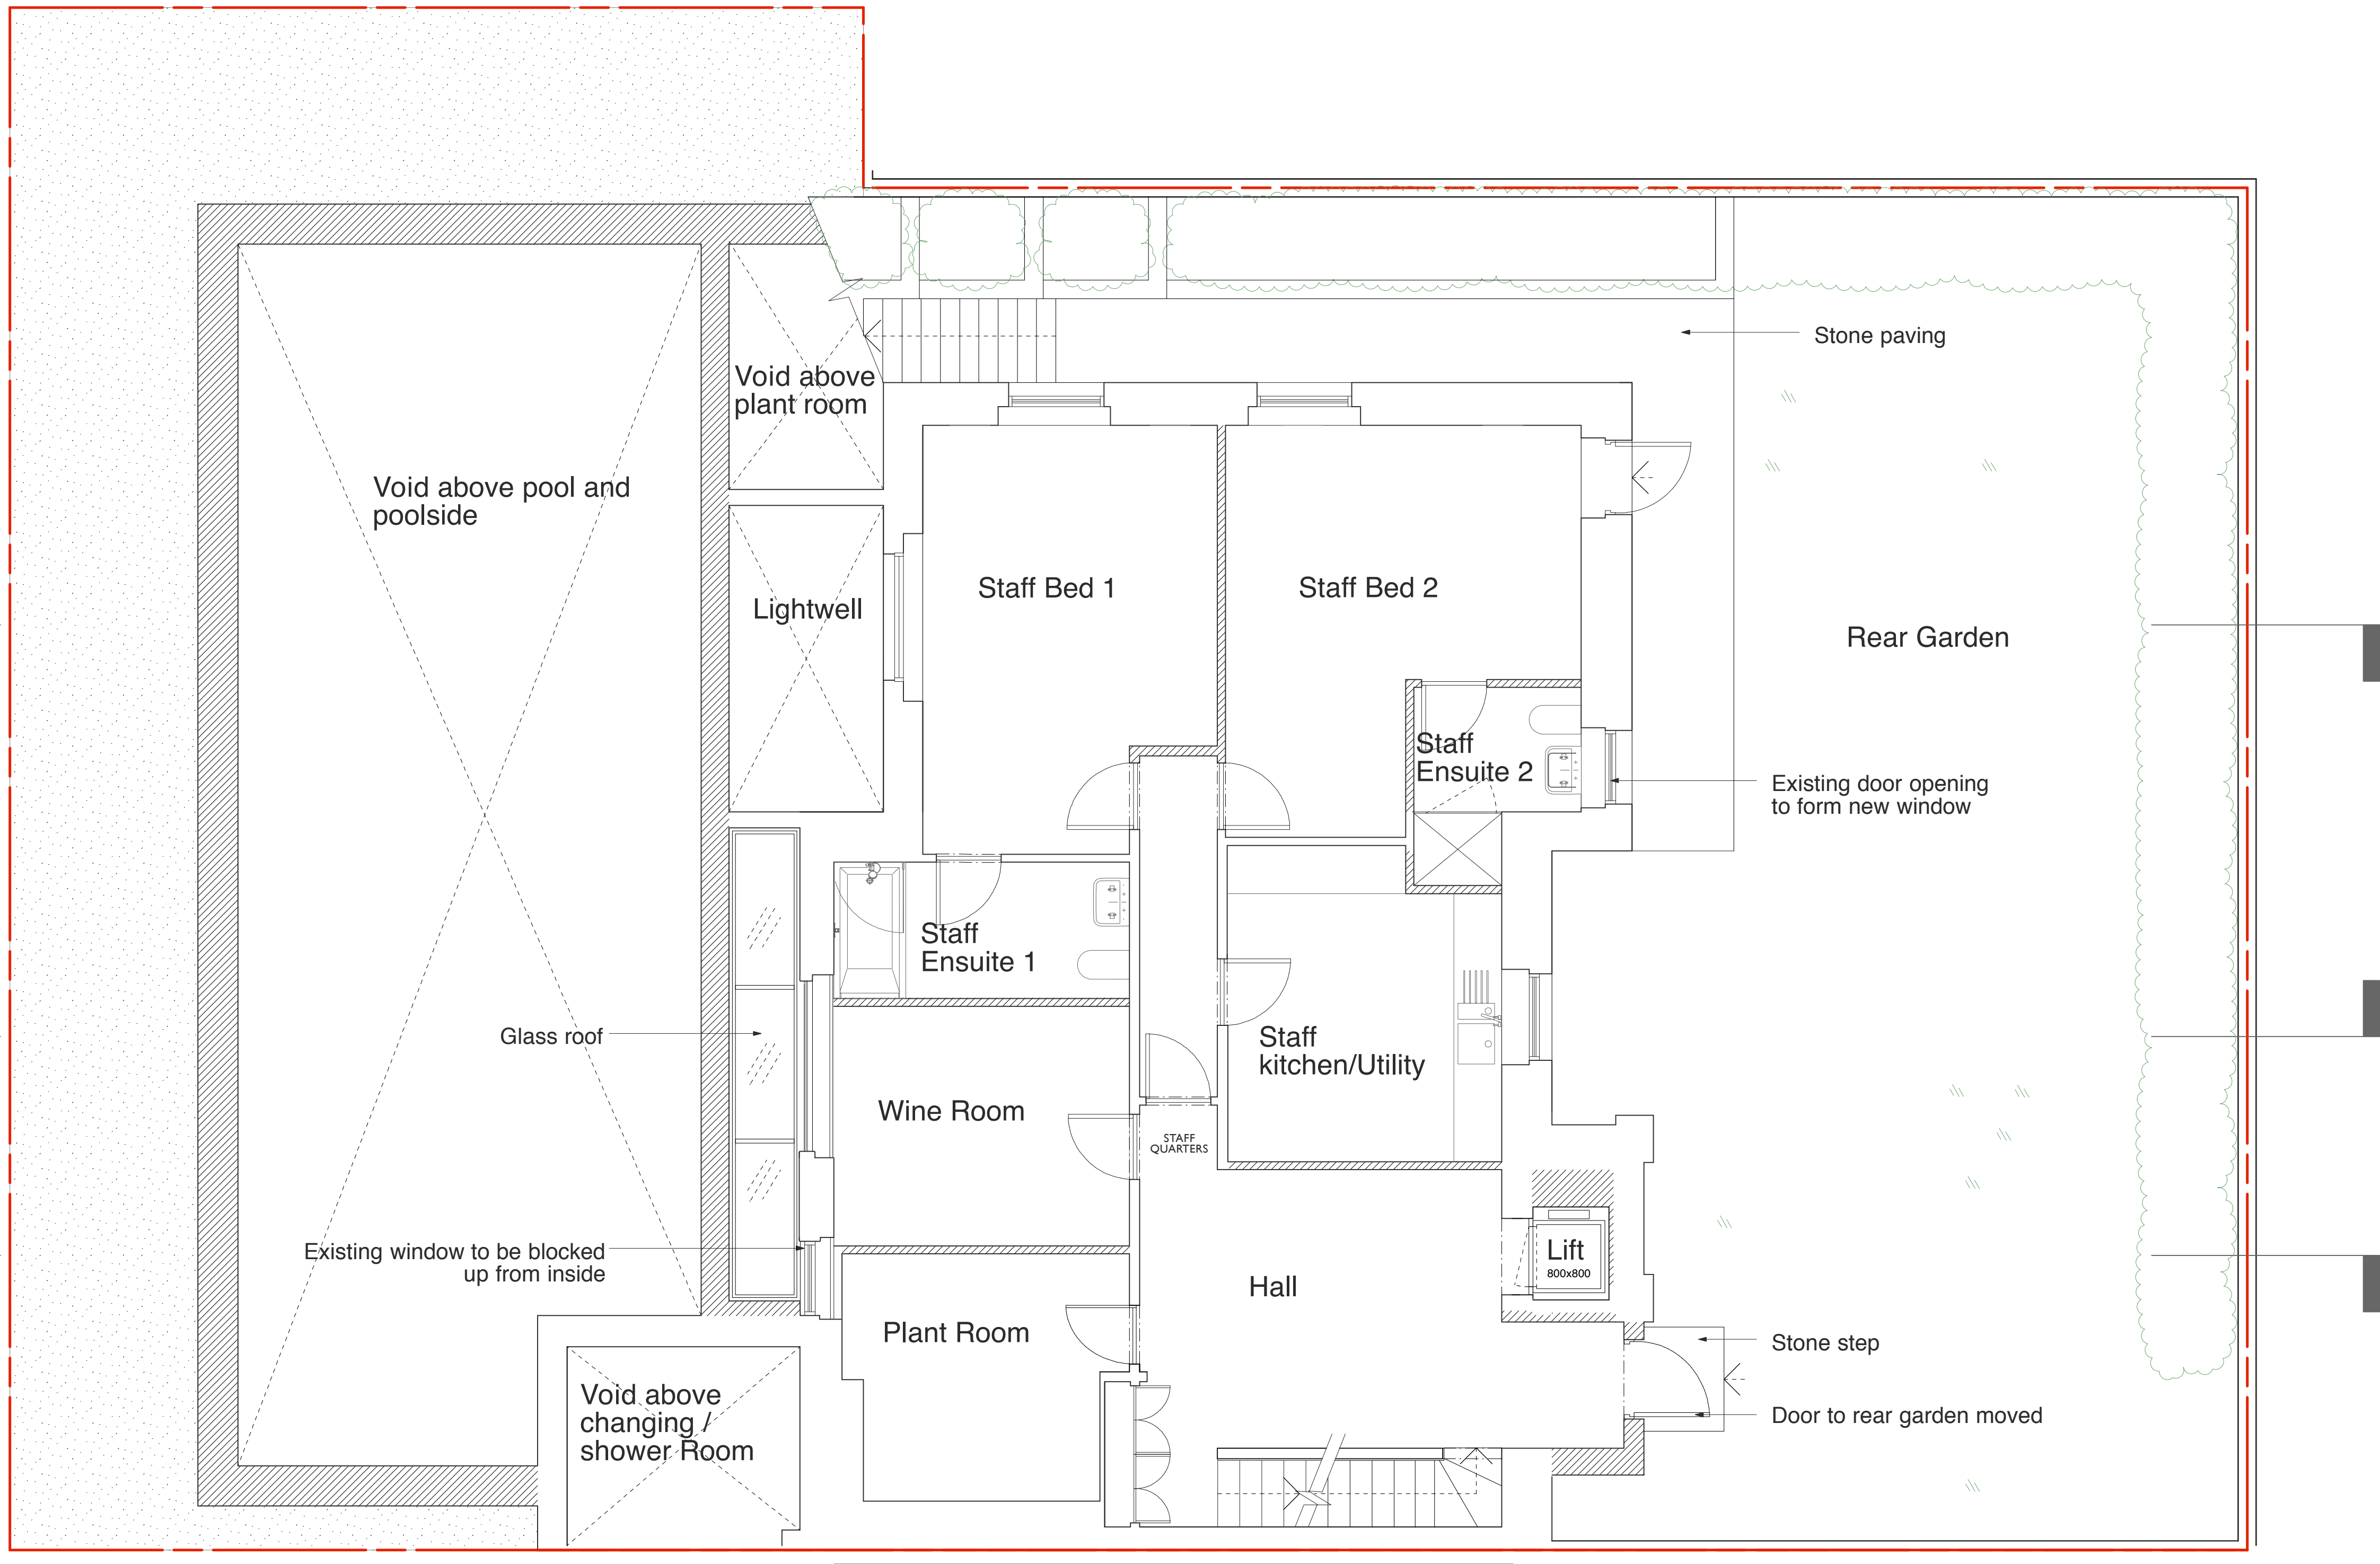 Stone paving
Void above
plant room
Void above pool and
poolside
Staff Bed 1
Staff Bed 2
Lightwell
Rear Garden
Staff
Ensuite 2
Existing door opening
to form new window
Staff
Ensuite 1
Glass roof
Staff
kitchen/Utility
Wine Room
STAFF
QUARTERS
Existing window to be blocked
up from inside
Lift
800x800
Hall
Plant Room
Stone step
Void above
changing /
shower Room
Door to rear garden moved